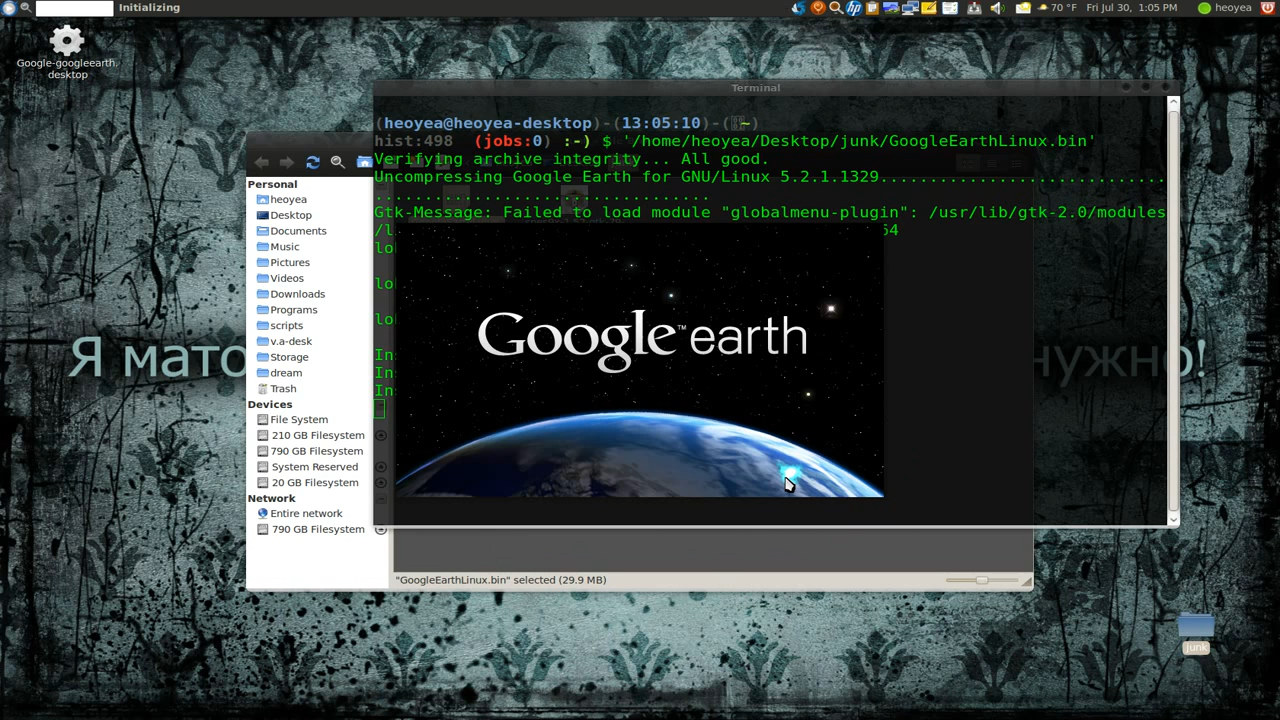 Initializing
70 °F
Fri Jul 30, 1:05 PM
heoyea
Google-googleearth.
desktop
Terminal
(heoyea@heoyea-desktop)-(13:05:10)-(~)
hist:498 (jobs:0) :-) $ '/home/heoyea/Desktop/junk/GoogleEarthLinux.bin'
Verifying archive integrity... All good.
Uncompressing Google Earth for GNU/Linux 5.2.1.1329...........................
..................................
Gtk-Message: Failed to load module "globalmenu-plugin": /usr/lib/gtk-2.0/modules
64
Google™ earth
Personal
heoyea
Desktop
Documents
Music
Pictures
Videos
Downloads
Programs
scripts
v.a-desk
Storage
dream
Trash
Devices
File System
210 GB Filesystem
790 GB Filesystem
System Reserved
20 GB Filesystem
Network
Entire network
790 GB Filesystem
"GoogleEarthLinux.bin" selected (29.9 MB)
Я мато
нужно!
junk